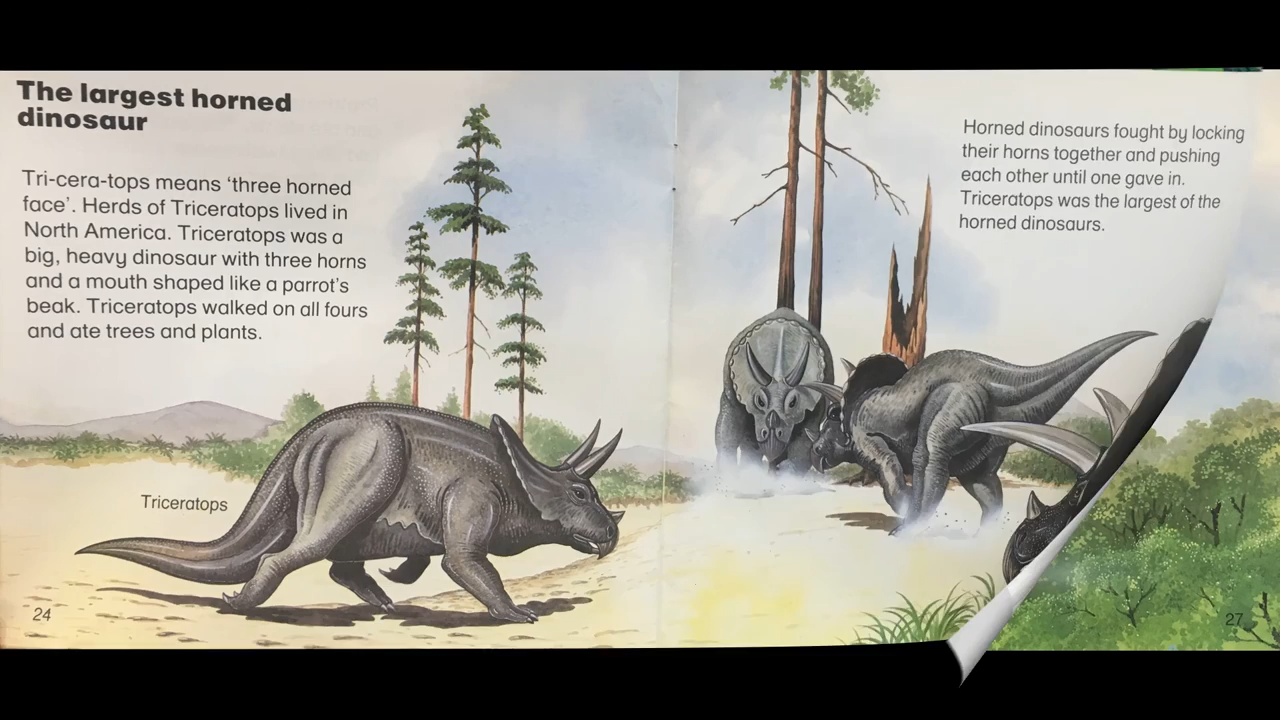 The largest horned
dinosaur
Tri-cera-tops means ‘three horned
face’. Herds of Triceratops lived in
North America. Triceratops was a
big, heavy dinosaur with three horns
and a mouth shaped like a parrot’s
beak. Triceratops walked on all fours
and ate trees and plants.
Triceratops
24
Horned dinosaurs fought by locking
their horns together and pushing
each other until one gave in.
Triceratops was the largest of the
horned dinosaurs.
27